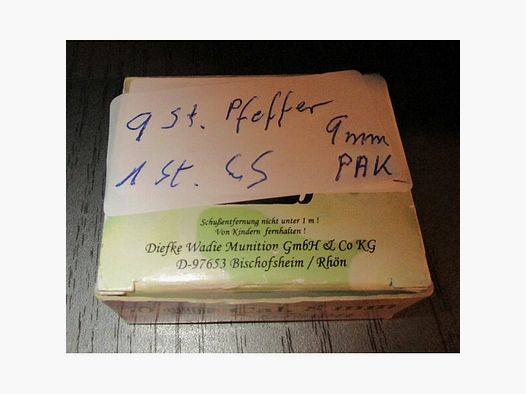 9 St. Pfeffer
9mm
1 St. CS
PAK
Schußentfernung nicht unter 1 m !
Von Kindern fernhalten !
Diefke Wadie Munition GmbH & Co KG
D-97653 Bischofsheim / Rhön